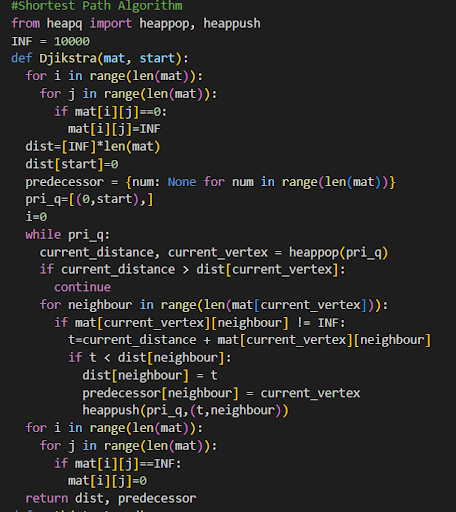 #Shortest Path Algorithm
from heapq import heappop, heappush
INF = 10000
def Djikstra(mat, start):
  for i in range(len(mat)):
    for j in range(len(mat)):
      if mat[i][j]==0:
        mat[i][j]=INF
  dist=[INF]*len(mat)
  dist[start]=0
  predecessor = {num: None for num in range(len(mat))}
  pri_q=[(0,start),]
  i=0
  while pri_q:
    current_distance, current_vertex = heappop(pri_q)
    if current_distance > dist[current_vertex]:
      continue
    for neighbour in range(len(mat[current_vertex])):
      if mat[current_vertex][neighbour] != INF:
        t=current_distance + mat[current_vertex][neighbour]
        if t < dist[neighbour]:
          dist[neighbour] = t
          predecessor[neighbour] = current_vertex
          heappush(pri_q,(t,neighbour))
  for i in range(len(mat)):
    for j in range(len(mat)):
      if mat[i][j]==INF:
        mat[i][j]=0
  return dist, predecessor